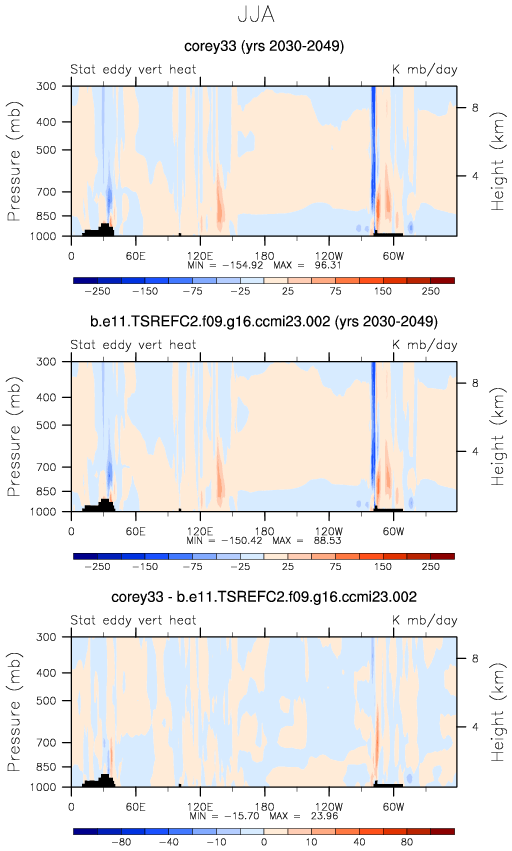 JJA
corey33 (yrs 2030-2049)
Stat eddy vert heat K mb/day
300
400
500
700
850
1000
Pressure (mb)
8
4
Height (km)
0 60E 120E 180 120W 60W
MIN = -154.92 MAX = 96.31
-250 -150 -75 -25 25 75 150 250
b.e11.TSREFC2.f09.g16.ccmi23.002 (yrs 2030-2049)
Stat eddy vert heat K mb/day
300
400
500
700
850
1000
Pressure (mb)
8
4
Height (km)
0 60E 120E 180 120W 60W
MIN = -150.42 MAX = 88.53
-250 -150 -75 -25 25 75 150 250
corey33 - b.e11.TSREFC2.f09.g16.ccmi23.002
Stat eddy vert heat K mb/day
300
400
500
700
850
1000
Pressure (mb)
8
4
Height (km)
0 60E 120E 180 120W 60W
MIN = -15.70 MAX = 23.96
-80 -40 -10 0 10 40 80